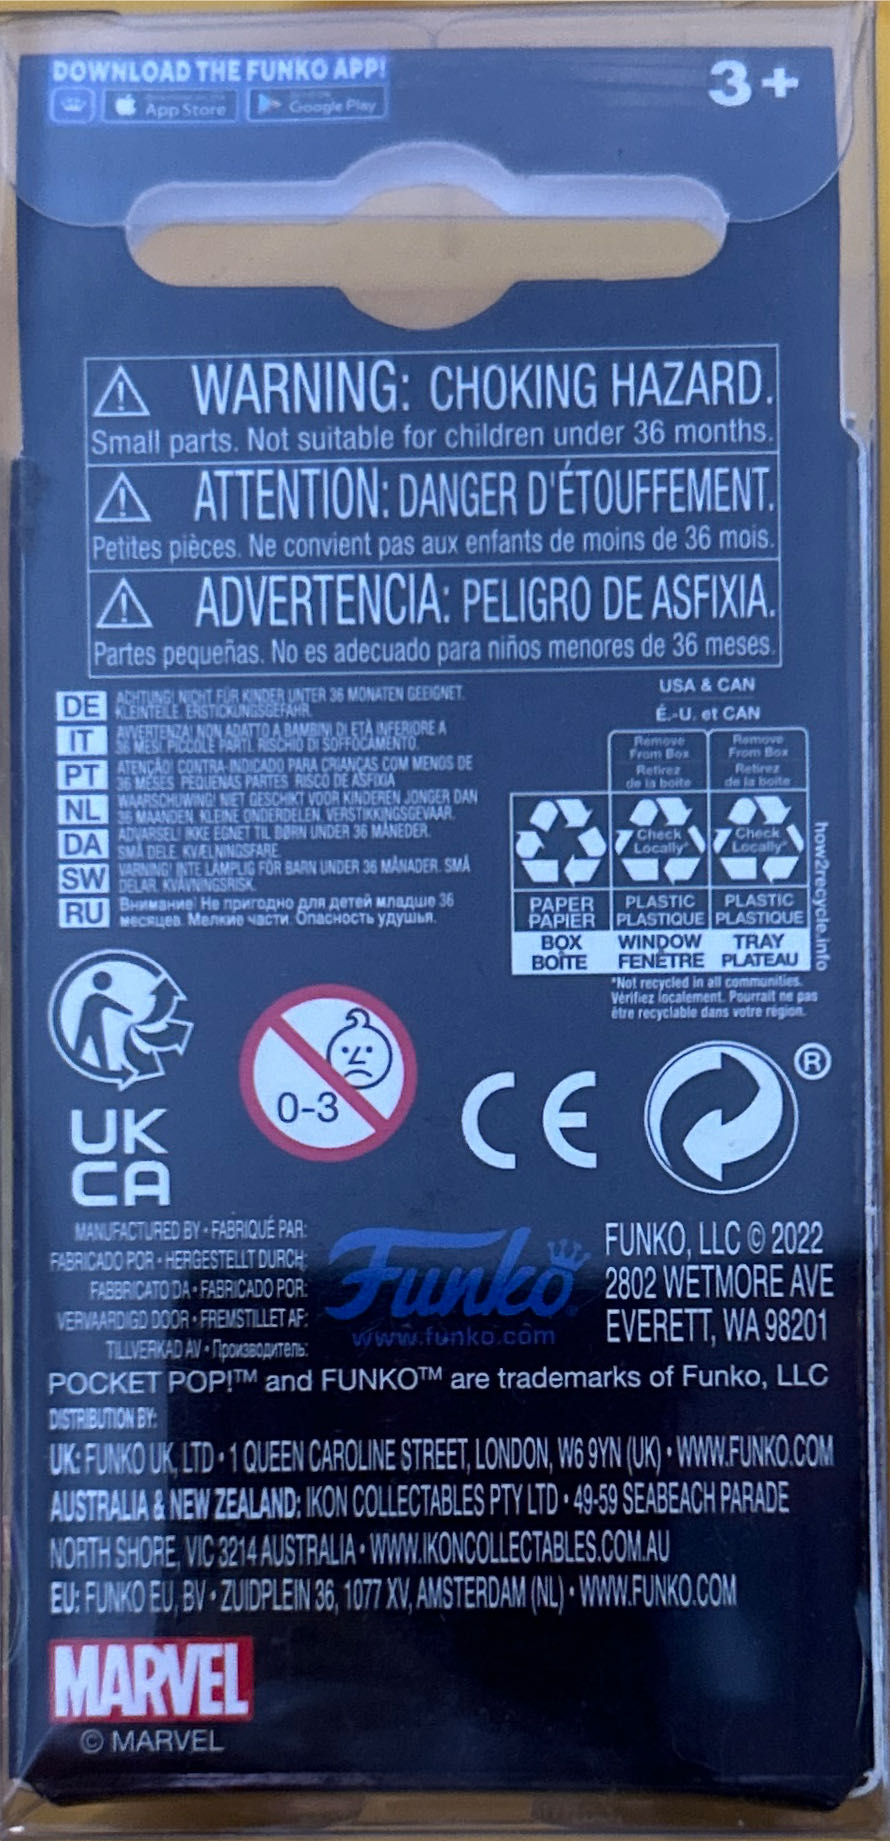 DOWNLOAD THE FUNKO APP!
App Store
Google Play
3+
WARNING: CHOKING HAZARD.
Small parts. Not suitable for children under 36 months.
ATTENTION: DANGER D'ÉTOUFFEMENT.
Petites pièces. Ne convient pas aux enfants de moins de 36 mois.
ADVERTENCIA: PELIGRO DE ASFIXIA.
Partes pequeñas. No es adecuado para niños menores de 36 meses.
DE ACHTUNG! NICHT FÜR KINDER UNTER 36 MONATEN GEEIGNET.
KLEINTEILE. ERSTICKUNGSGEFAHR.
IT AVVERTENZA! NON ADATTO A BAMBINI DI ETÀ INFERIORE A
36 MESI. PICCOLE PARTI. RISCHIO DI SOFFOCAMENTO.
PT ATENÇÃO! CONTRA-INDICADO PARA CRIANÇAS COM MENOS DE
36 MESES. PEQUENAS PARTES. RISCO DE ASFIXIA
NL WAARSCHUWING! NIET GESCHIKT VOOR KINDEREN JONGER DAN
36 MAANDEN. KLEINE ONDERDELEN. VERSTIKKINGSGEVAAR.
DA ADVARSEL! IKKE EGNET TIL BØRN UNDER 36 MÅNEDER.
SMÅ DELE. KVÆLNINGSFARE.
SW VARNING! INTE LÄMPLIG FÖR BARN UNDER 36 MÅNADER. SMÅ
DELAR. KVÄVNINGSRISK.
RU Внимание! Не пригодно для детей младше 36
месяцев. Мелкие части. Опасность удушья.
USA & CAN
É.-U. et CAN
Remove
From Box
Retirez
de la boîte
Remove
From Box
Retirez
de la boîte
Check
Locally*
Check
Locally*
PAPER
PAPIER
PLASTIC
PLASTIQUE
PLASTIC
PLASTIQUE
BOX
BOÎTE
WINDOW
FENÊTRE
TRAY
PLATEAU
how2recycle.info
*Not recycled in all communities.
Vérifiez localement. Pourrait ne pas
être recyclable dans votre région.
0-3
CE
®
UK
CA
MANUFACTURED BY • FABRIQUÉ PAR:
FABRICADO POR • HERGESTELLT DURCH:
FABBRICATO DA • FABRICADO POR:
VERVAARDIGD DOOR • FREMSTILLET AF:
TILLVERKAD AV • Производитель:
Funko
www.funko.com
FUNKO, LLC © 2022
2802 WETMORE AVE
EVERETT, WA 98201
POCKET POP!™ and FUNKO™ are trademarks of Funko, LLC
DISTRIBUTION BY:
UK: FUNKO UK, LTD • 1 QUEEN CAROLINE STREET, LONDON, W6 9YN (UK) • WWW.FUNKO.COM
AUSTRALIA & NEW ZEALAND: IKON COLLECTABLES PTY LTD • 49-59 SEABEACH PARADE
NORTH SHORE, VIC 3214 AUSTRALIA • WWW.IKONCOLLECTABLES.COM.AU
EU: FUNKO EU, BV • ZUIDPLEIN 36, 1077 XV, AMSTERDAM (NL) • WWW.FUNKO.COM
MARVEL
© MARVEL